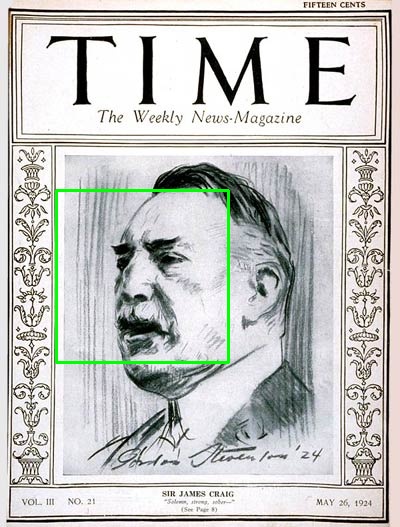 FIFTEEN CENTS
TIME
The Weekly News-Magazine
Gordon Stevenson '24
SIR JAMES CRAIG
"Solemn, strong, sober—"
(See Page 8)
VOL. III NO. 21 MAY 26, 1924